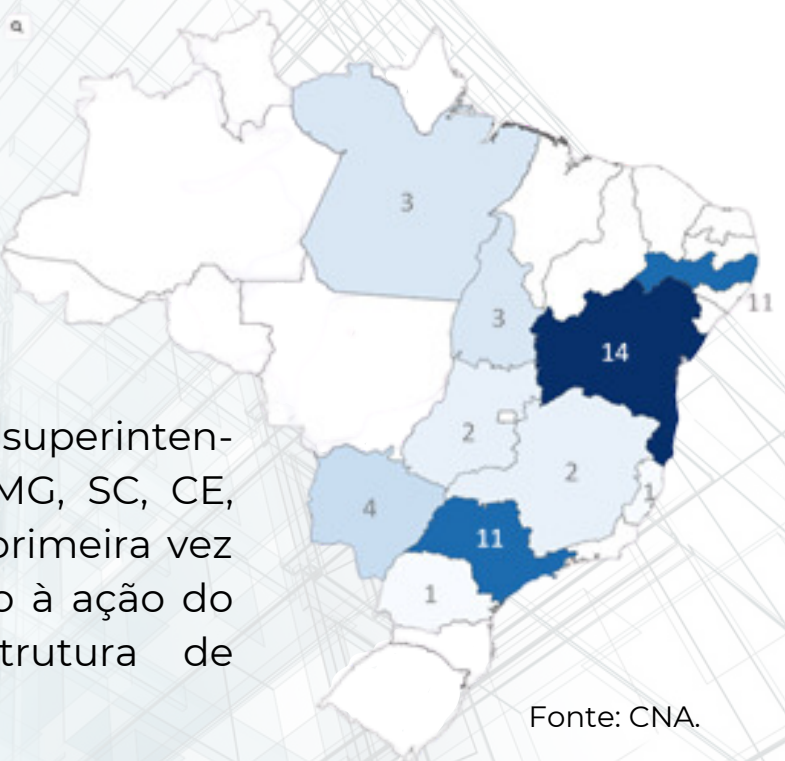 3
3
11
14
2
2
1
4
11
1
superinten-
MG, SC, CE,
primeira vez
o à ação do
trutura de
Fonte: CNA.